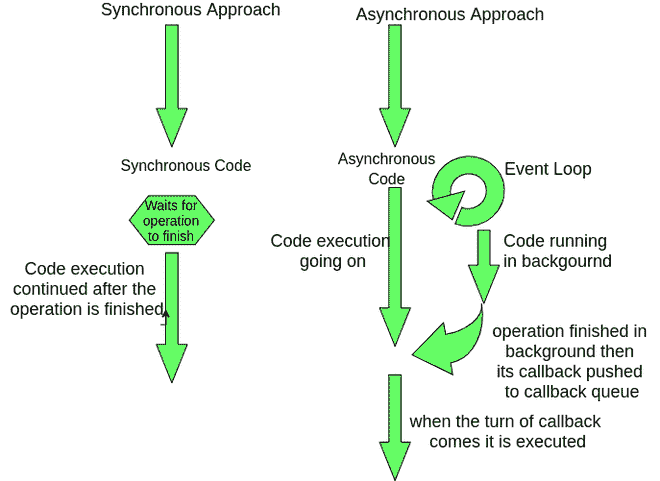 Synchronous Approach
Synchronous Code
Waits for
operation
to finish
Code execution
continued after the
operation is finished
Asynchronous Approach
Asynchronous
Code
Event Loop
Code execution
going on
Code running
in backgournd
operation finished in
background then
its callback pushed
to callback queue
when the turn of callback
comes it is executed